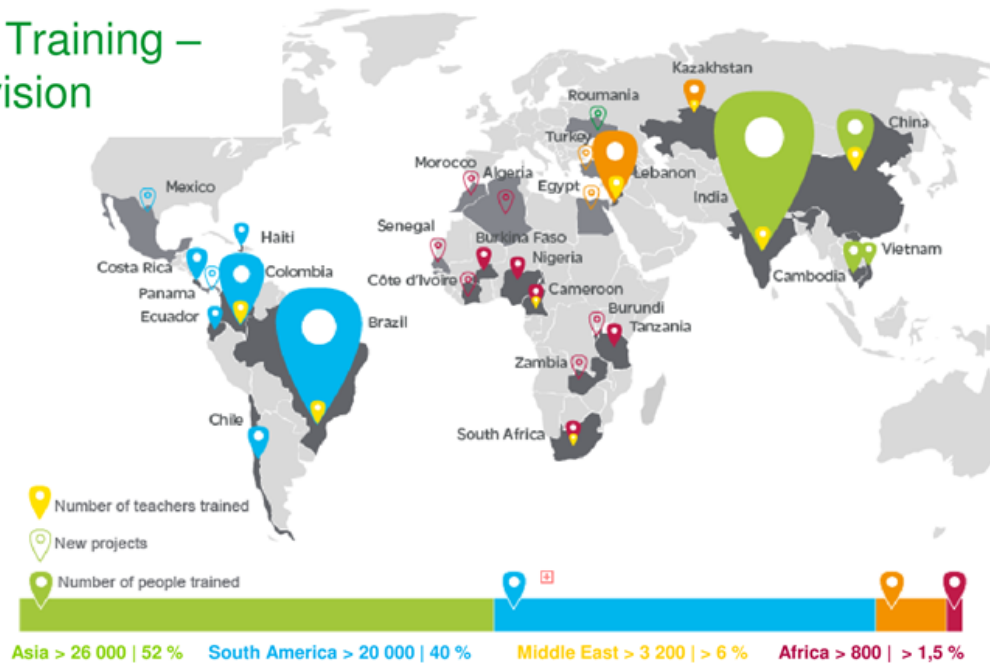 Training –
vision
Kazakhstan
Roumania
China
Turkey
Morocco
Algeria
Lebanon
Egypt
Mexico
India
Senegal
Haiti
Burkina Faso
Vietnam
Nigeria
Costa Rica
Colombia
Cambodia
Côte d'Ivoire
Cameroon
Panama
Burundi
Ecuador
Brazil
Tanzania
Zambia
Chile
South Africa
Number of teachers trained
New projects
Number of people trained
Asia > 26 000 | 52 % South America > 20 000 | 40 % Middle East > 3 200 | > 6 % Africa > 800 | > 1,5 %